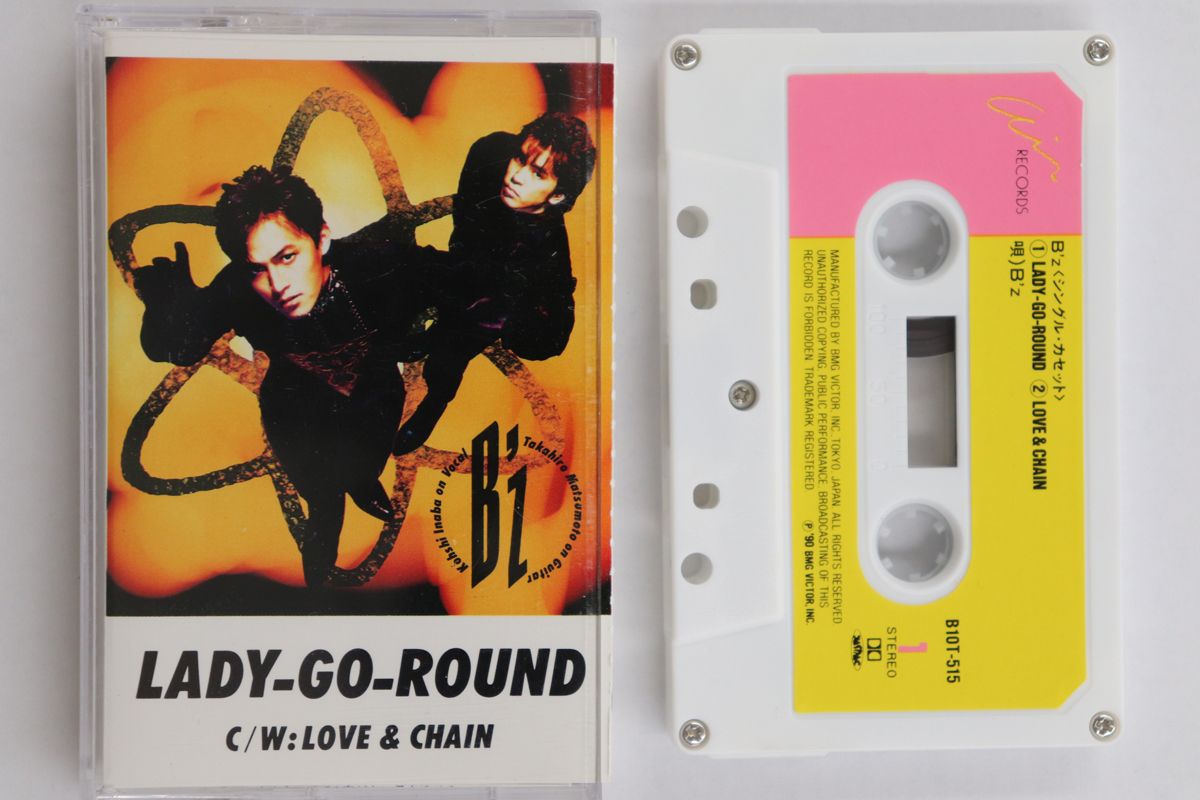 Kohshi Inaba on Vocal
B'z
Takahiro Matsumoto on Guitar
LADY-GO-ROUND
C/W: LOVE & CHAIN
Air
RECORDS
B'z〈シングル・カセット〉
① LADY-GO-ROUND ② LOVE & CHAIN
唄)B'z
MANUFACTURED BY BMG VICTOR INC. TOKYO JAPAN ALL RIGHTS RESERVED
UNAUTHORIZED COPYING PUBLIC PERFORMANCE BROADCASTING OF THIS
RECORD IS FORBIDDEN TRADEMARK REGISTERED Ⓟ '90 BMG VICTOR, INC.
B10T-515
1
STEREO
100 50 0